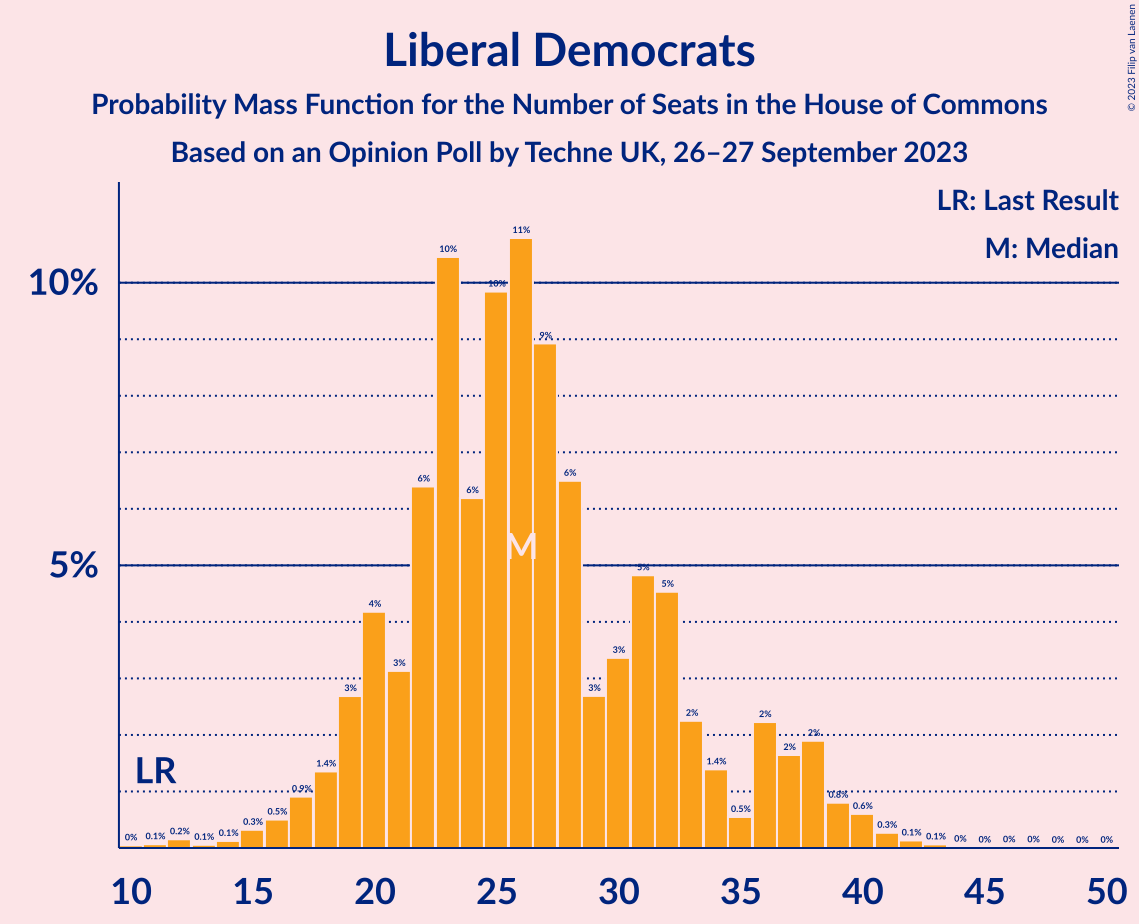 Liberal Democrats
Probability Mass Function for the Number of Seats in the House of Commons
Based on an Opinion Poll by Techne UK, 26–27 September 2023
© 2023 Filip van Laenen
LR: Last Result
M: Median
10%
5%
0% 0.1% 0.2% 0.1% 0.1% 0.3% 0.5% 0.9% 1.4% 3% 4% 3% 6% 10% 6% 10% 11% 9% 6% 3% 3% 5% 5% 2% 1.4% 0.5% 2% 2% 2% 0.8% 0.6% 0.3% 0.1% 0.1% 0% 0% 0% 0% 0% 0% 0%
M
LR
10 15 20 25 30 35 40 45 50